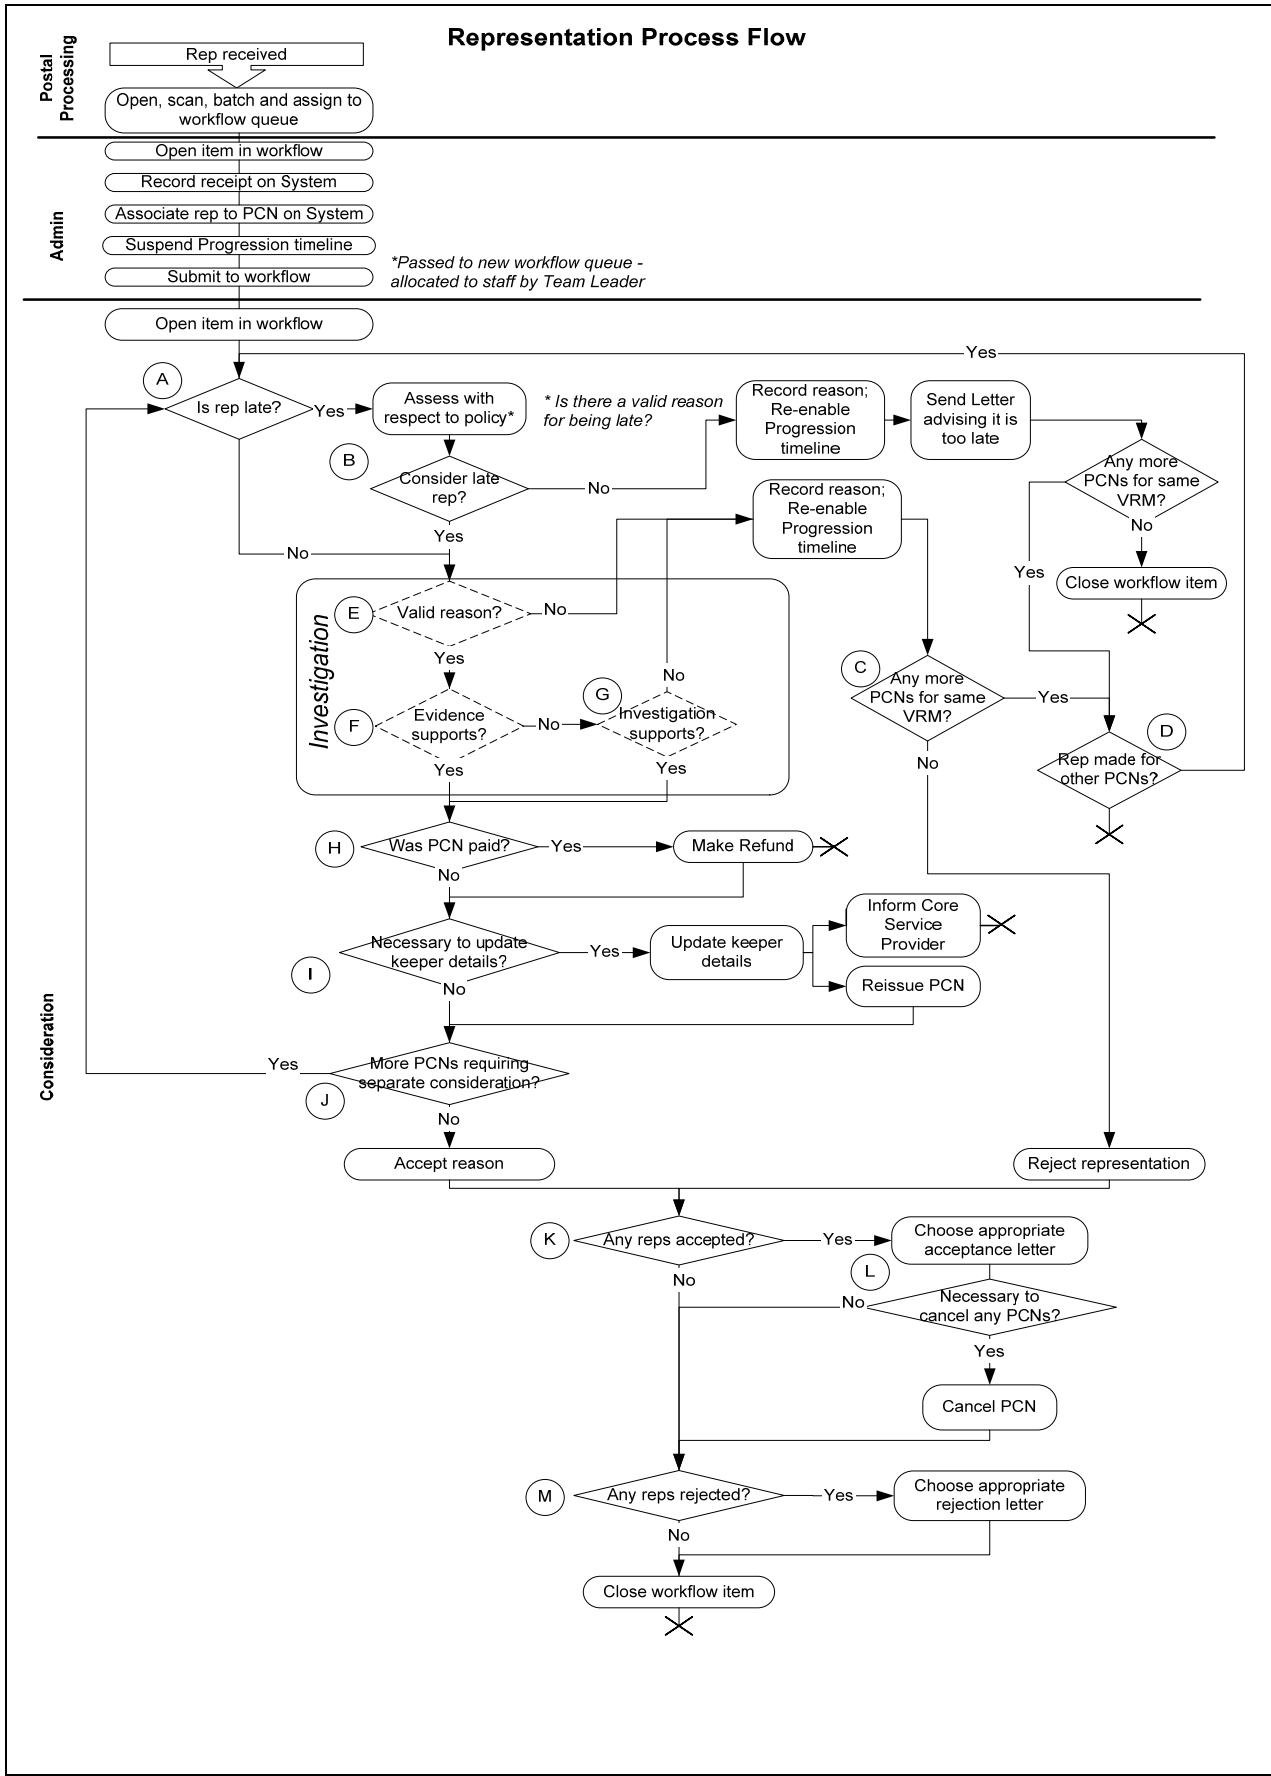 Representation Process Flow
Postal
Processing
Rep received
Open, scan, batch and assign to
workflow queue
Admin
Open item in workflow
Record receipt on System
Associate rep to PCN on System
Suspend Progression timeline
Submit to workflow
*Passed to new workflow queue -
allocated to staff by Team Leader
Consideration
Open item in workflow
Yes
A
Is rep late?
Yes
Assess with
respect to policy*
* Is there a valid reason
for being late?
Record reason;
Re-enable
Progression
timeline
Send Letter
advising it is
too late
B
Consider late
rep?
No
Yes
Any more
PCNs for same
VRM?
No
Yes
Close workflow item
Record reason;
Re-enable
Progression
timeline
No
Investigation
E
Valid reason?
No
Yes
F
Evidence
supports?
No
Yes
G
Investigation
supports?
No
Yes
C
Any more
PCNs for same
VRM?
Yes
No
D
Rep made for
other PCNs?
H
Was PCN paid?
Yes
Make Refund
No
I
Necessary to update
keeper details?
Yes
Update keeper
details
Inform Core
Service
Provider
Reissue PCN
No
J
More PCNs requiring
separate consideration?
Yes
No
Accept reason
Reject representation
K
Any reps accepted?
Yes
Choose appropriate
acceptance letter
No
L
Necessary to
cancel any PCNs?
No
Yes
Cancel PCN
M
Any reps rejected?
Yes
Choose appropriate
rejection letter
No
Close workflow item